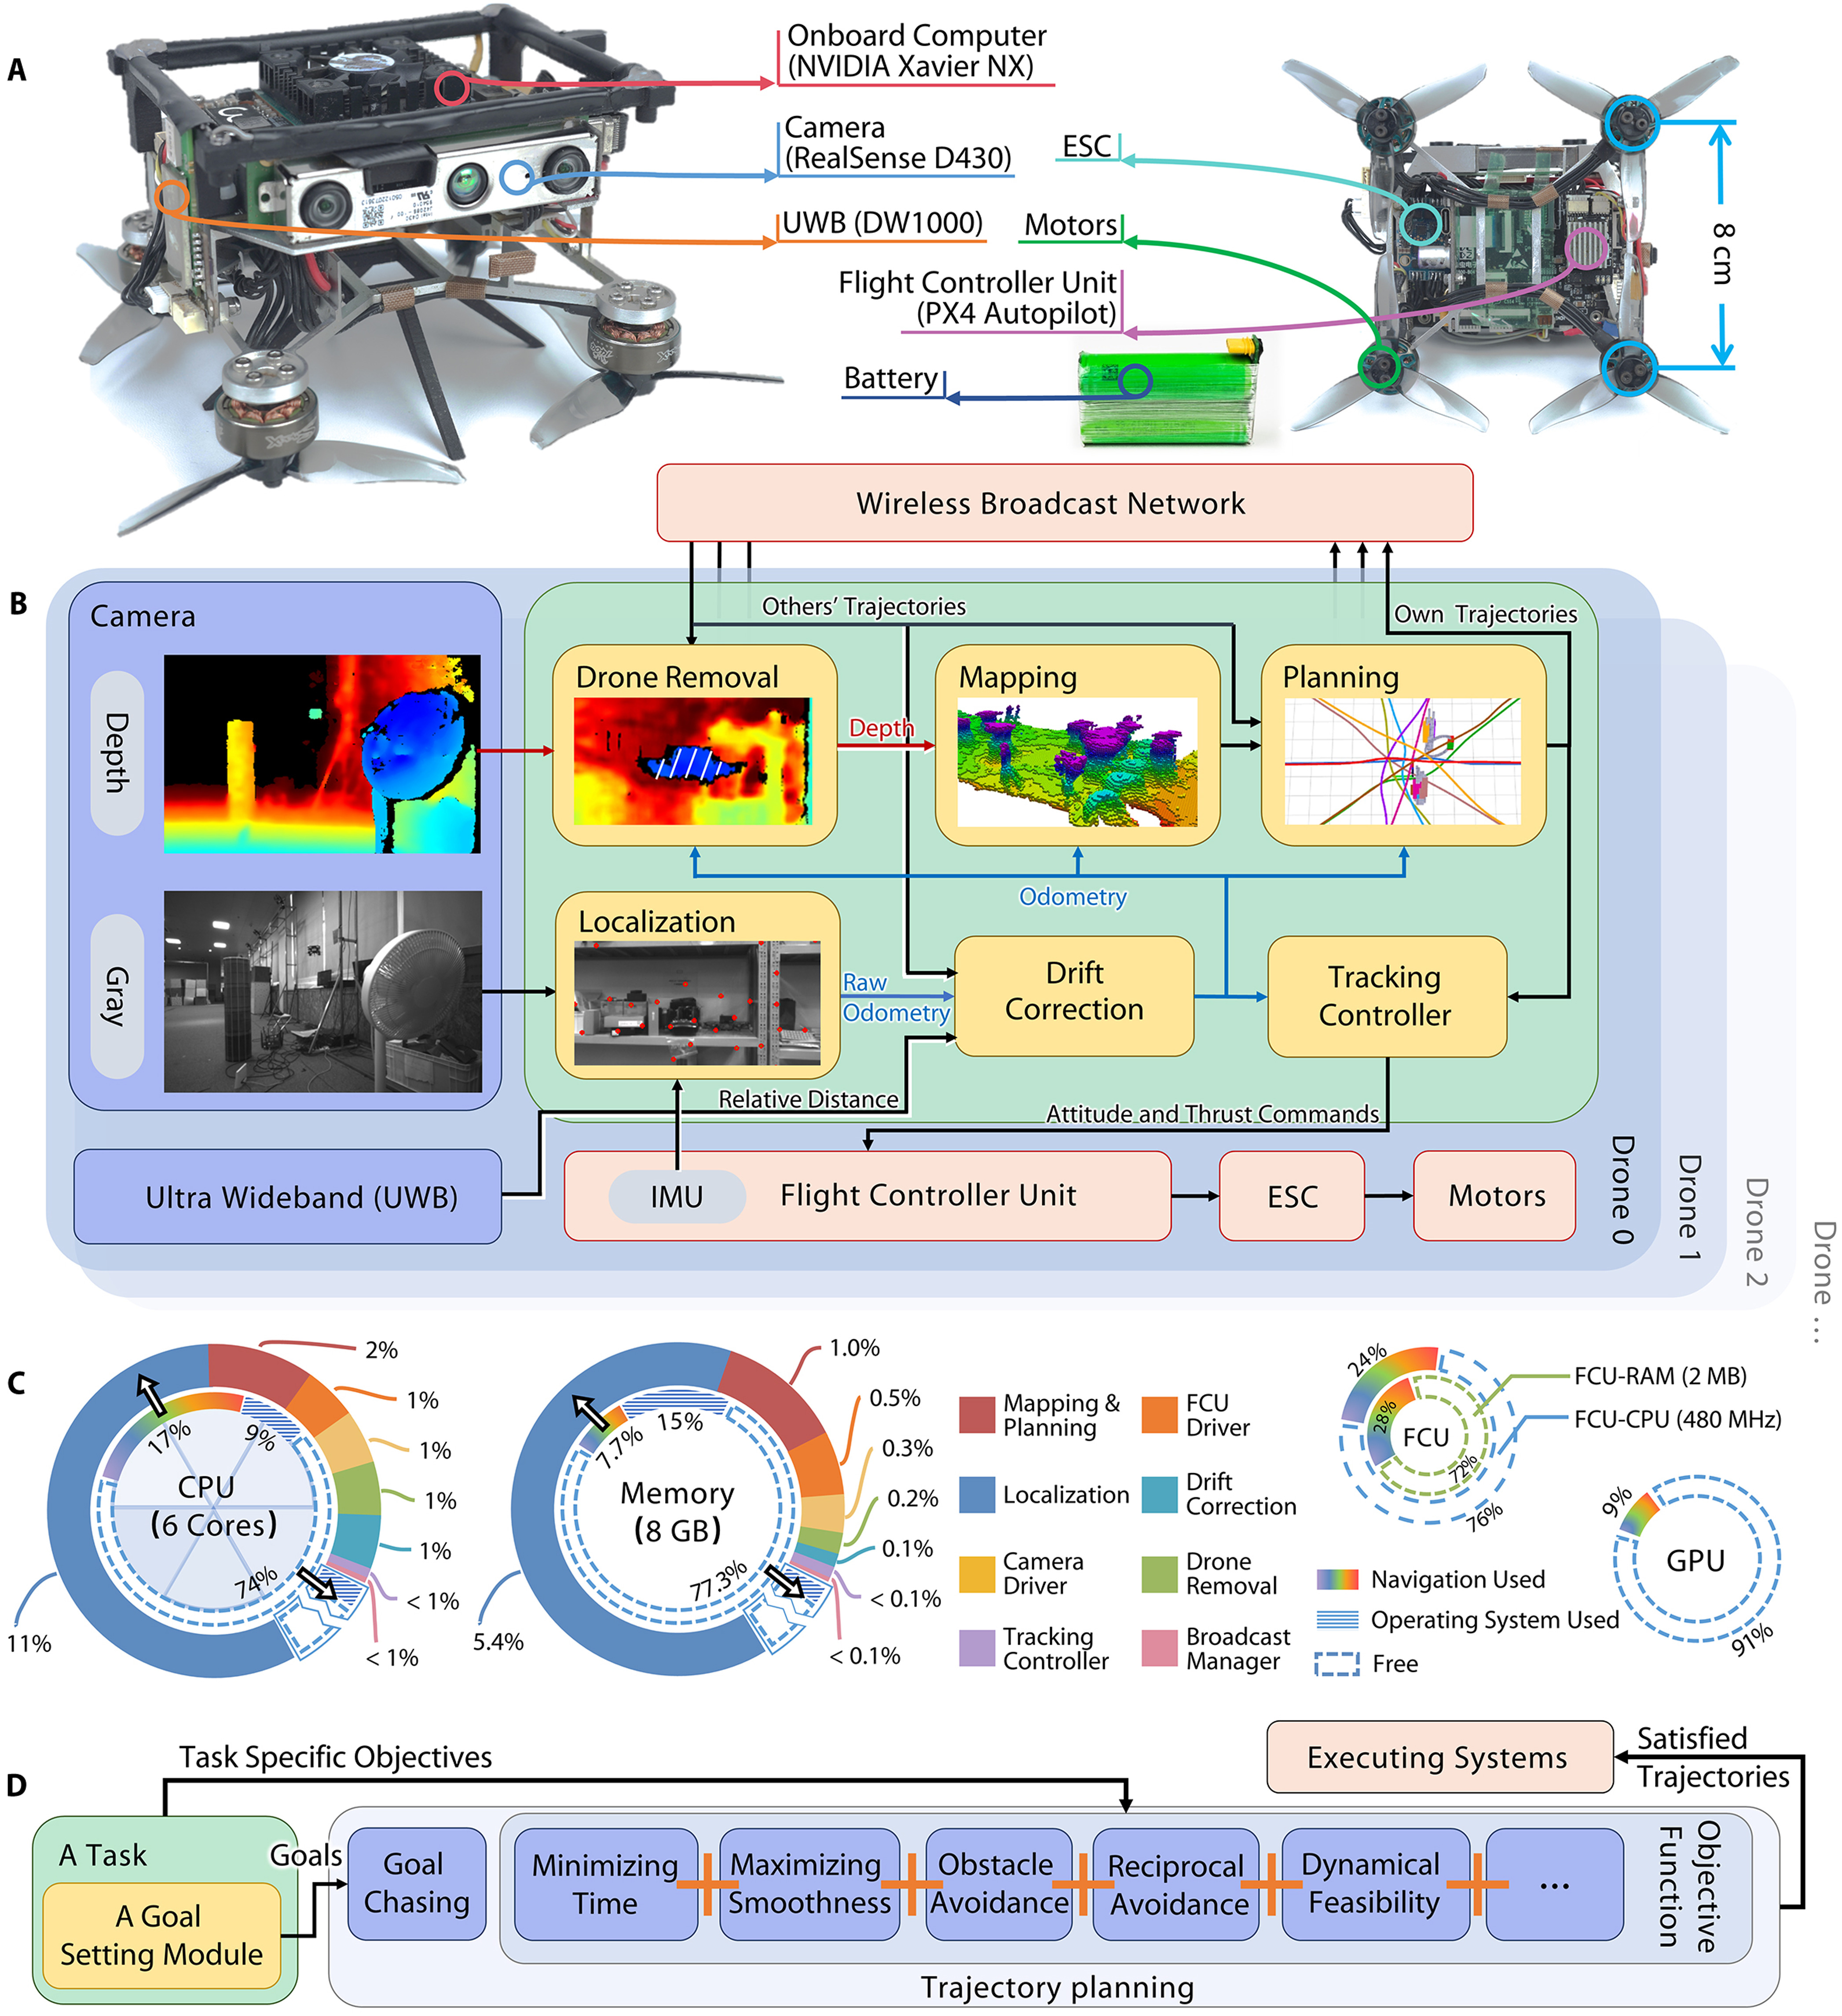 A
Onboard Computer
(NVIDIA Xavier NX)
Camera
(RealSense D430)
UWB (DW1000)
ESC
Motors
Flight Controller Unit
(PX4 Autopilot)
Battery
8 cm
Wireless Broadcast Network
B
Camera
Depth
Gray
Others' Trajectories
Own Trajectories
Drone Removal
Depth
Mapping
Planning
Odometry
Localization
Raw
Odometry
Drift
Correction
Tracking
Controller
Relative Distance
Attitude and Thrust Commands
Ultra Wideband (UWB)
IMU
Flight Controller Unit
ESC
Motors
Drone 0
Drone 1
Drone 2
Drone ...
C
2%
1%
1%
1%
1%
< 1%
< 1%
11%
17%
9%
74%
CPU
(6 Cores)
1.0%
0.5%
0.3%
0.2%
0.1%
< 0.1%
< 0.1%
5.4%
7.7%
15%
77.3%
Memory
(8 GB)
Mapping &
Planning
FCU
Driver
Localization
Drift
Correction
Camera
Driver
Drone
Removal
Tracking
Controller
Broadcast
Manager
24%
28%
FCU
72%
76%
FCU-RAM (2 MB)
FCU-CPU (480 MHz)
9%
GPU
91%
Navigation Used
Operating System Used
Free
D
Task Specific Objectives
Executing Systems
Satisfied
Trajectories
A Task
A Goal
Setting Module
Goals
Goal
Chasing
Minimizing
Time
Maximizing
Smoothness
Obstacle
Avoidance
Reciprocal
Avoidance
Dynamical
Feasibility
...
Objective
Function
Trajectory planning